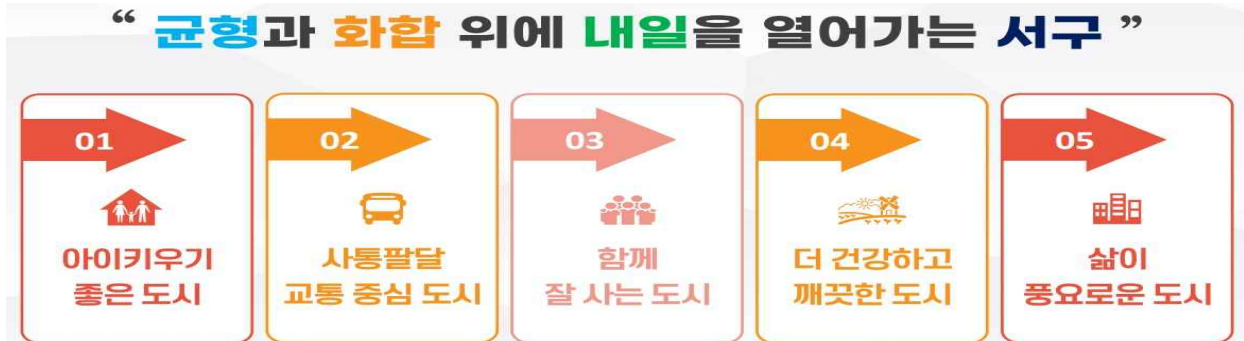 “ 균형과 화합 위에 내일을 열어가는 서구 ”
01
아이키우기
좋은 도시
02
사통팔달
교통 중심 도시
03
함께
잘 사는 도시
04
더 건강하고
깨끗한 도시
05
삶이
풍요로운 도시